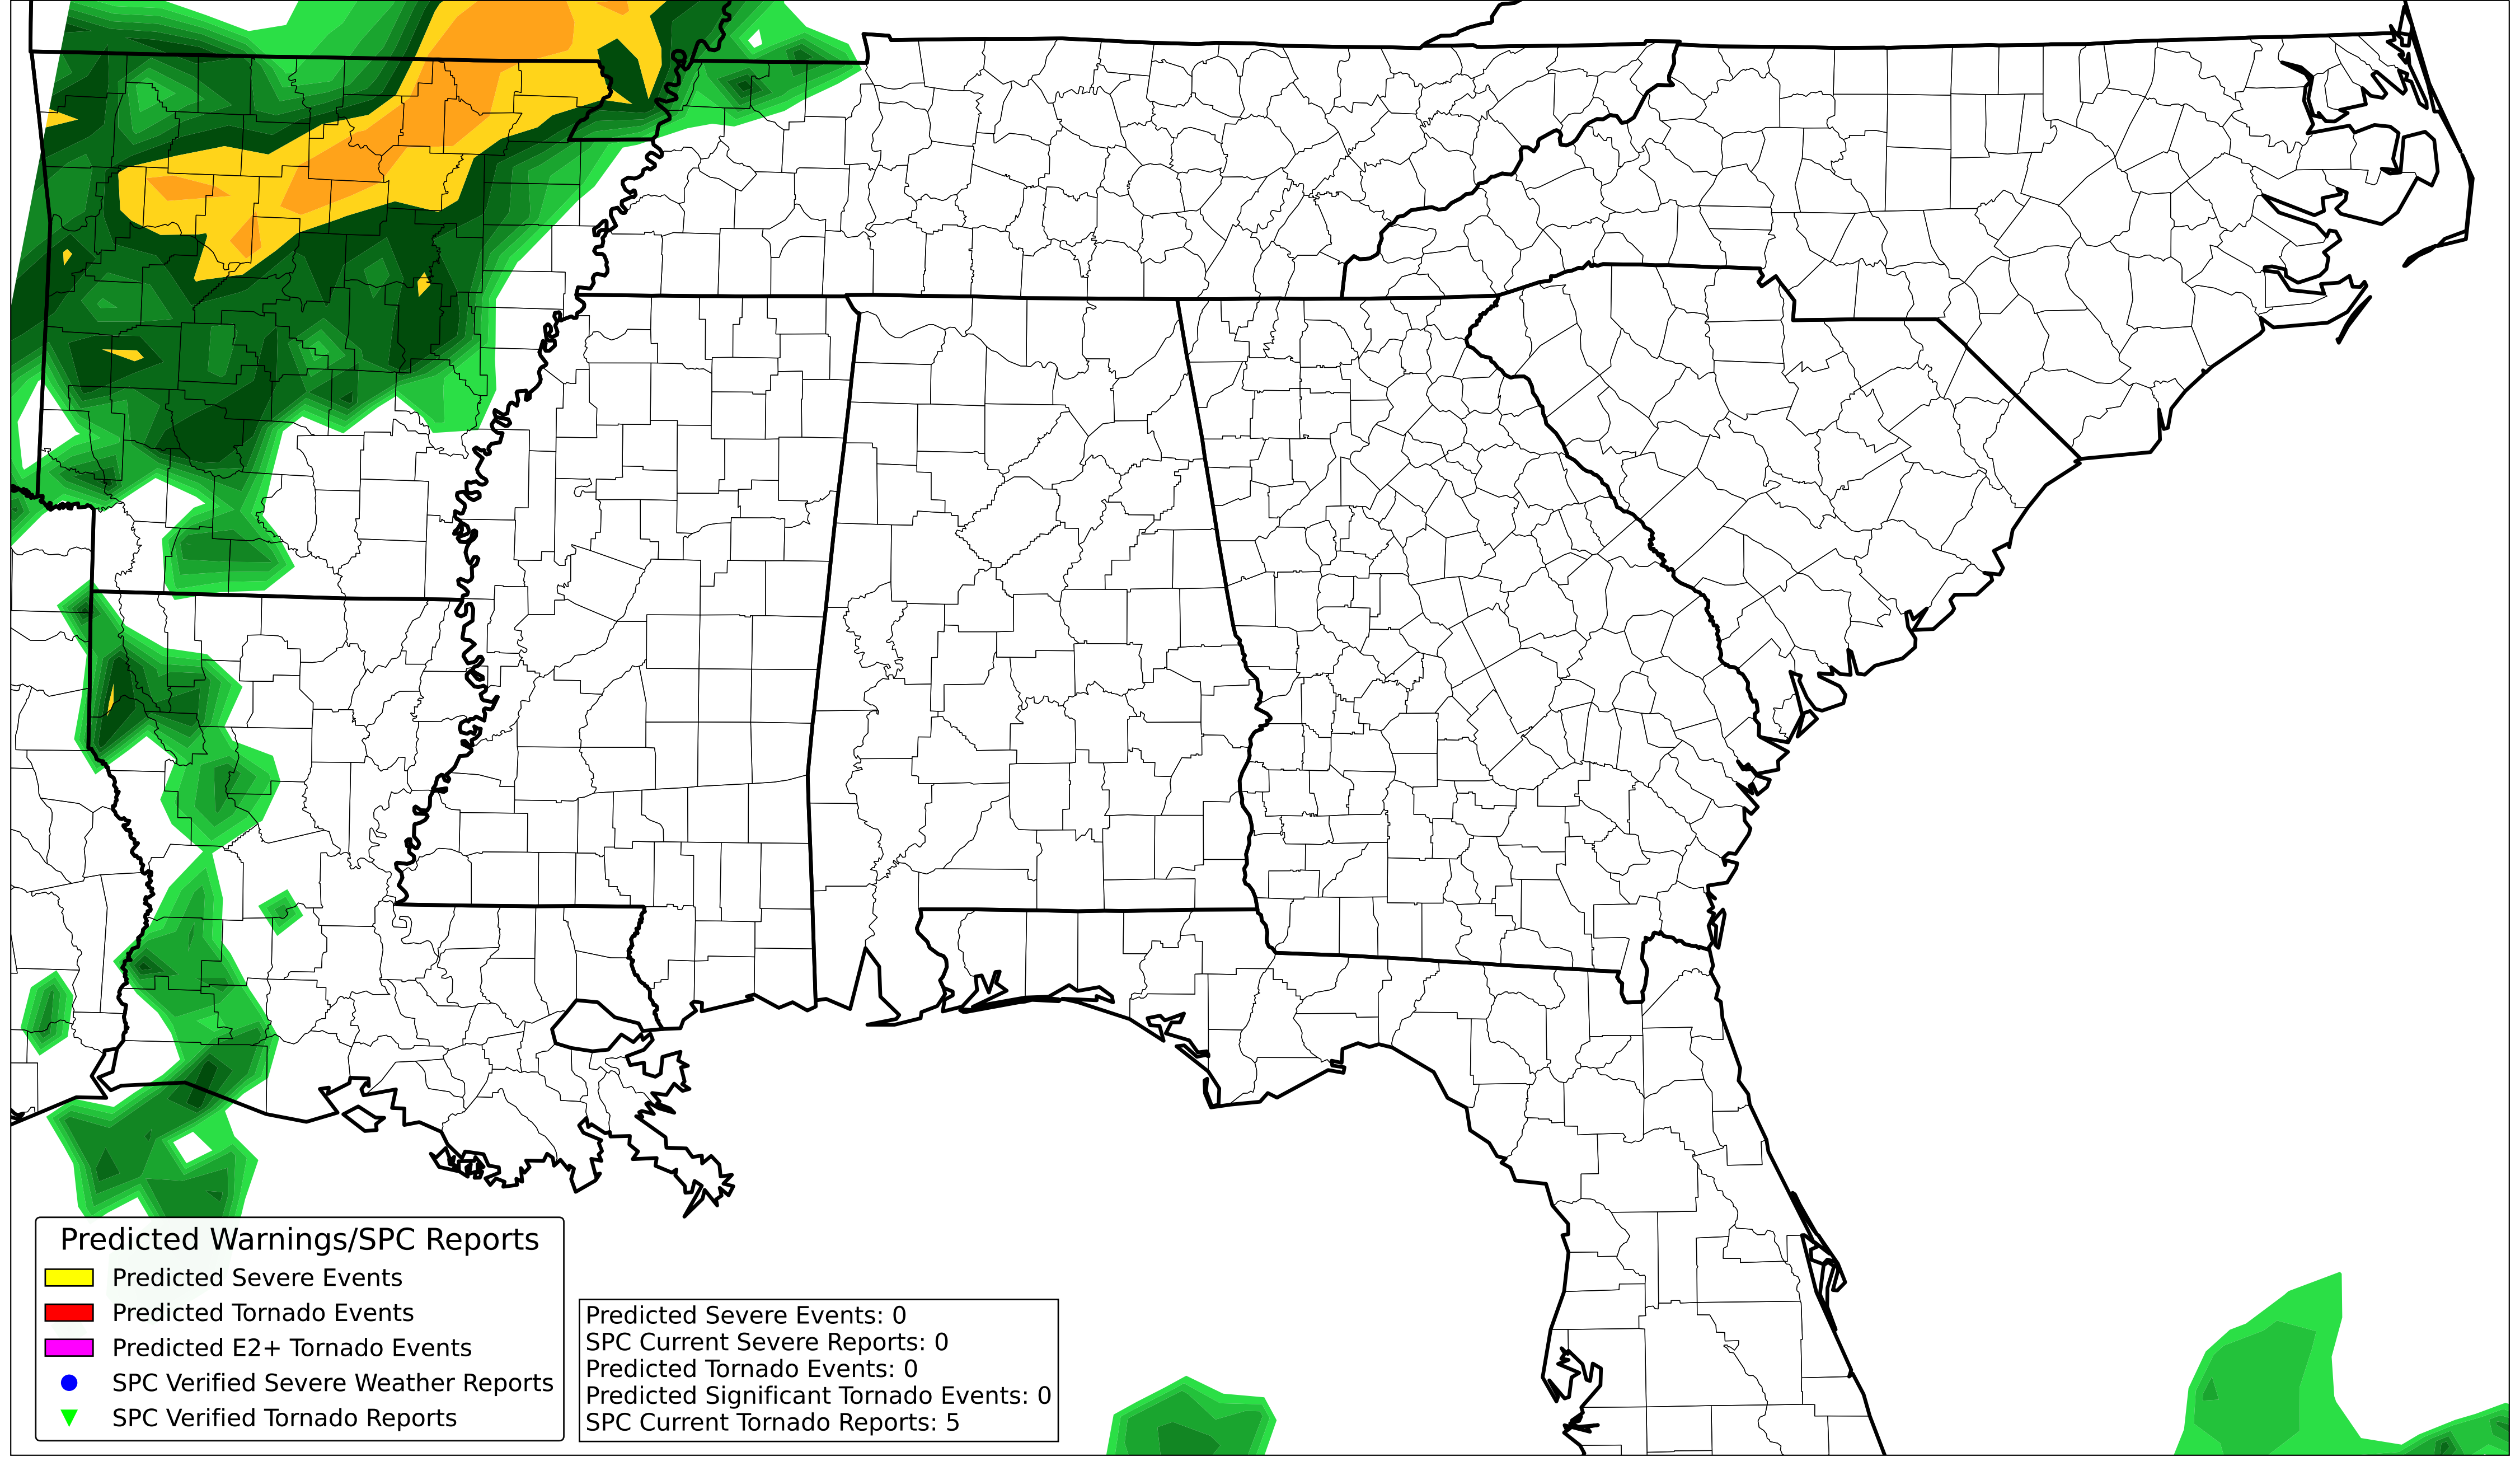 Predicted Warnings/SPC Reports
Predicted Severe Events
Predicted Tornado Events
Predicted E2+ Tornado Events
SPC Verified Severe Weather Reports
SPC Verified Tornado Reports
Predicted Severe Events: 0
SPC Current Severe Reports: 0
Predicted Tornado Events: 0
Predicted Significant Tornado Events: 0
SPC Current Tornado Reports: 5